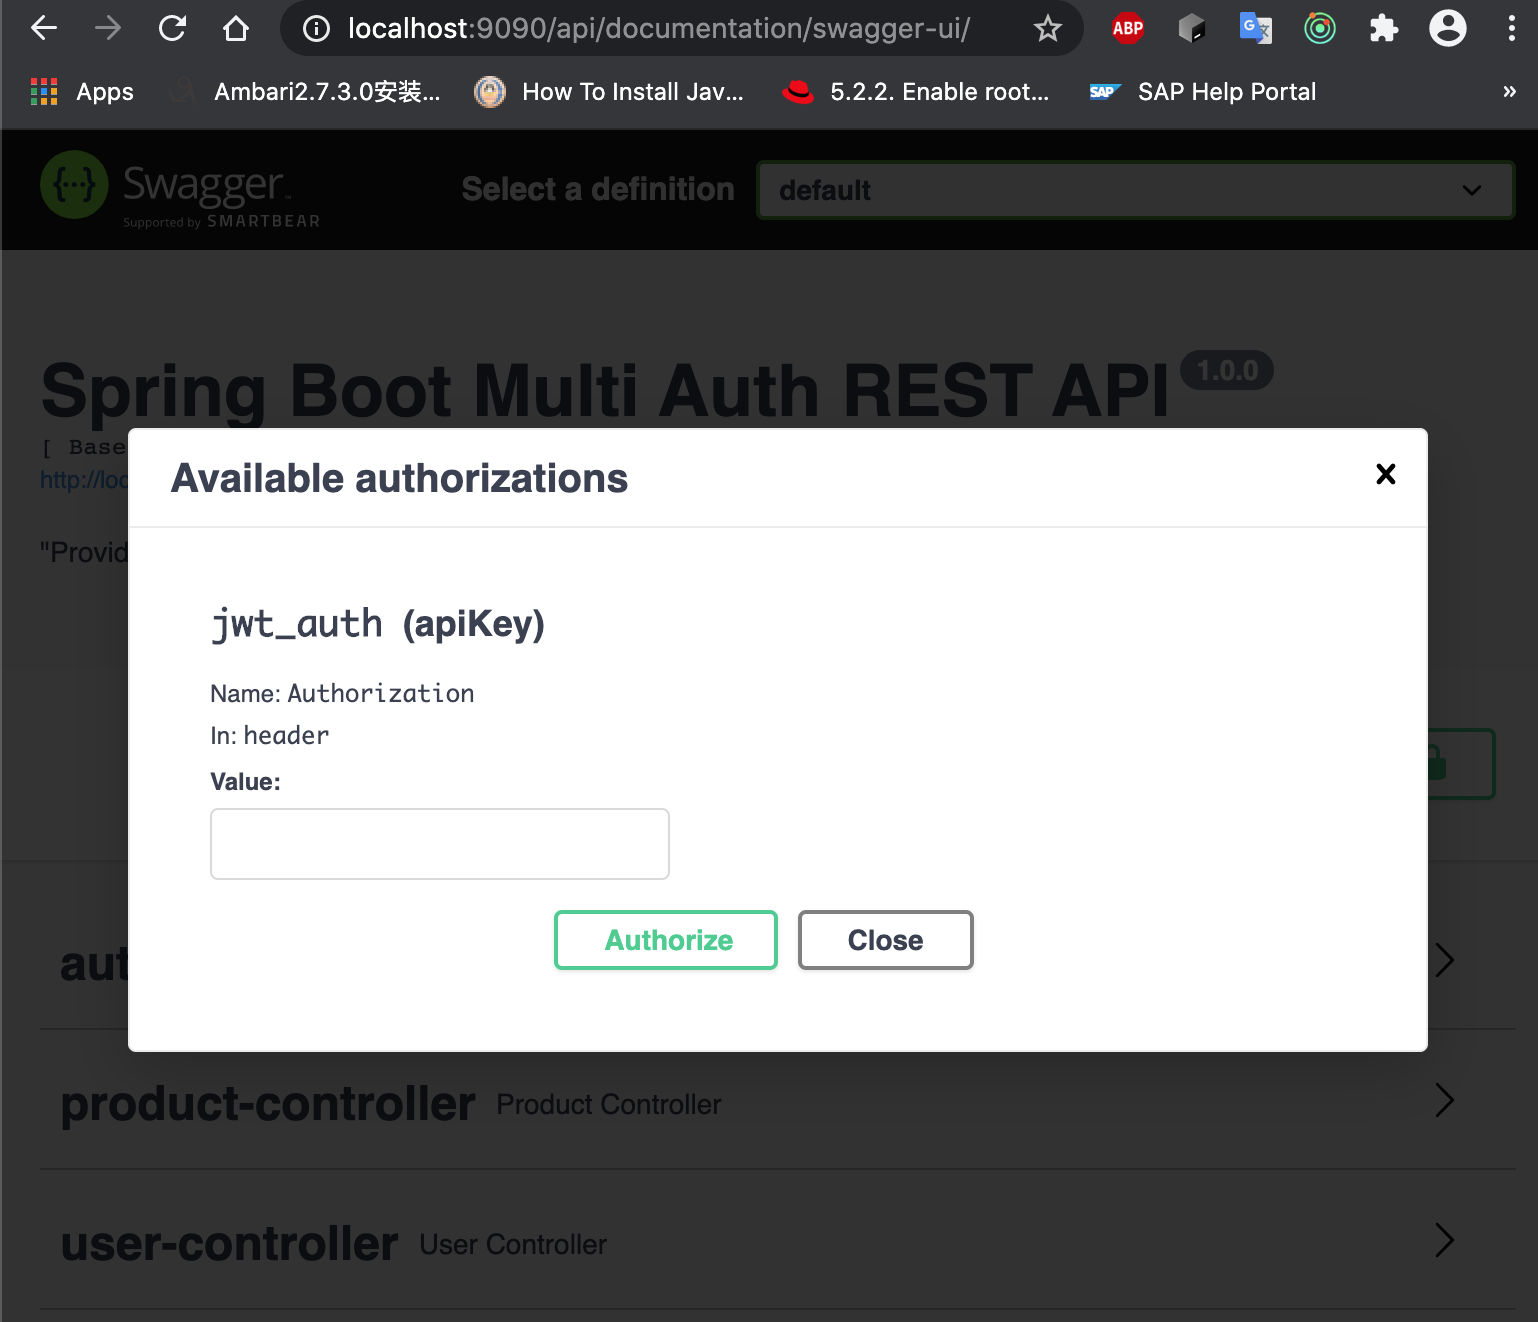 localhost:9090/api/documentation/swagger-ui/
ABP
Apps
Ambari2.7.3.0安装...
How To Install Jav...
5.2.2. Enable root...
SAP
SAP Help Portal
»
{···} Swagger™
Supported by SMARTBEAR
Select a definition
default
Spring Boot Multi Auth REST API 1.0.0
[ Base
http://loc
"Provid
Available authorizations
jwt_auth (apiKey)
Name: Authorization
In: header
Value:
Authorize
Close
aut
product-controller Product Controller
user-controller User Controller